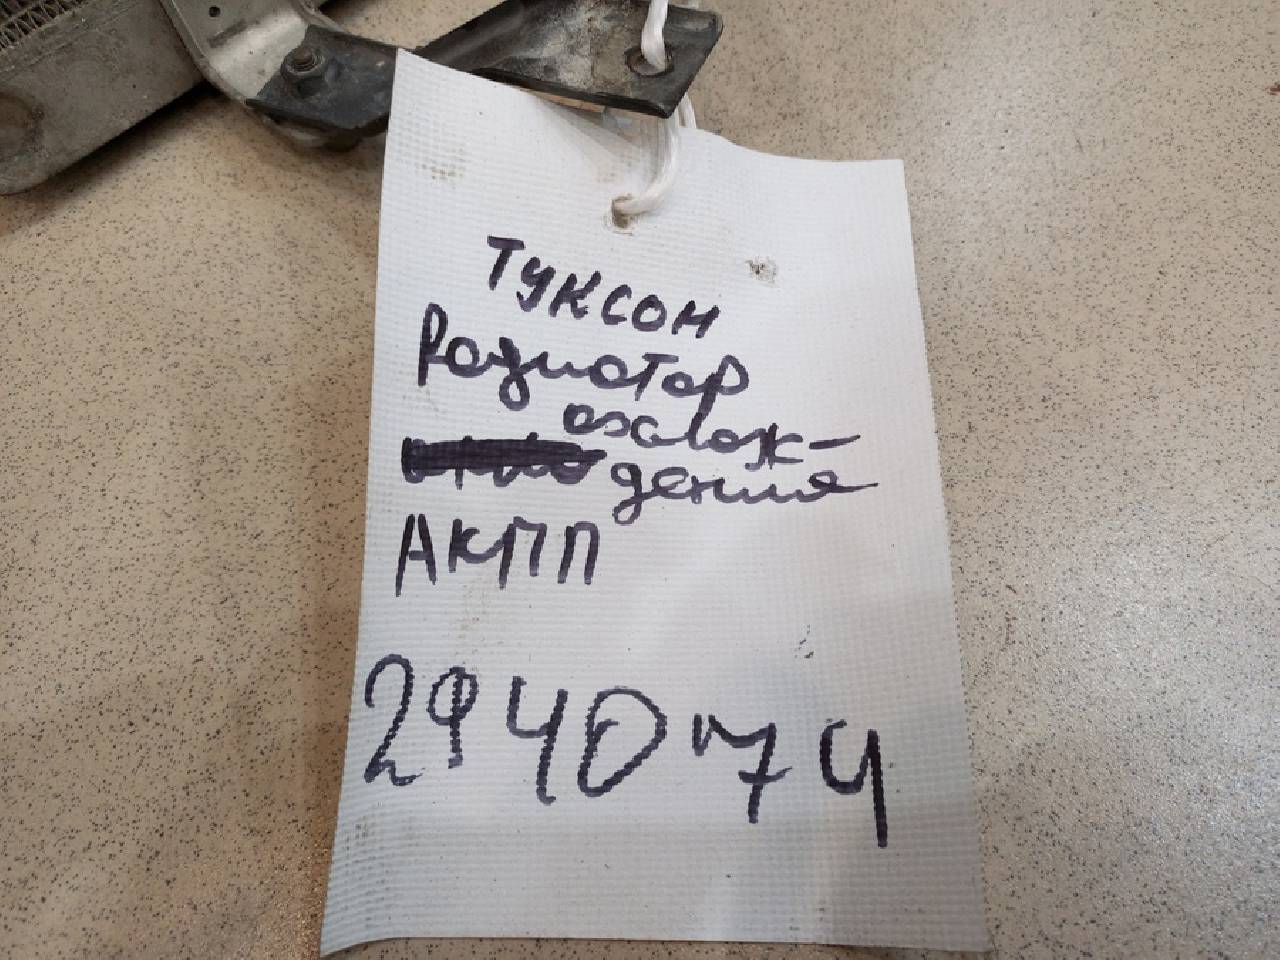 Туксон
Радиатор
охлаж-
дения
АКПП
294074